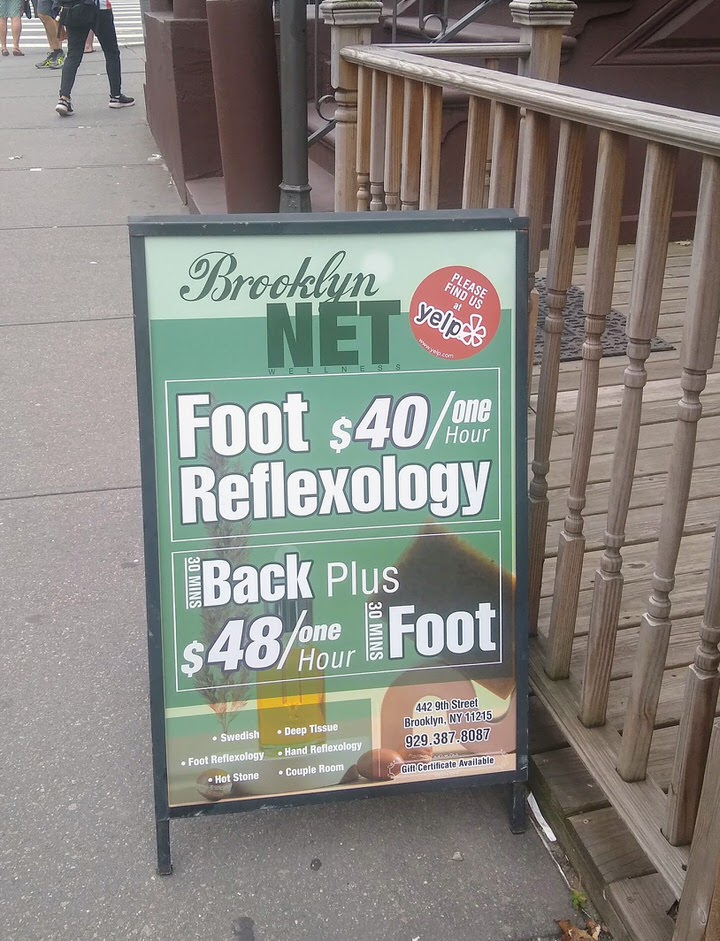 Brooklyn
NET
WELLNESS
PLEASE
FIND US
at
yelp
www.yelp.com
Foot $40/one Hour
Reflexology
30 MINS Back Plus
$48/one Hour 30 MINS Foot
• Swedish • Deep Tissue
• Foot Reflexology • Hand Reflexology
• Hot Stone • Couple Room
442 9th Street
Brooklyn, NY 11215
929.387.8087
Gift Certificate Available